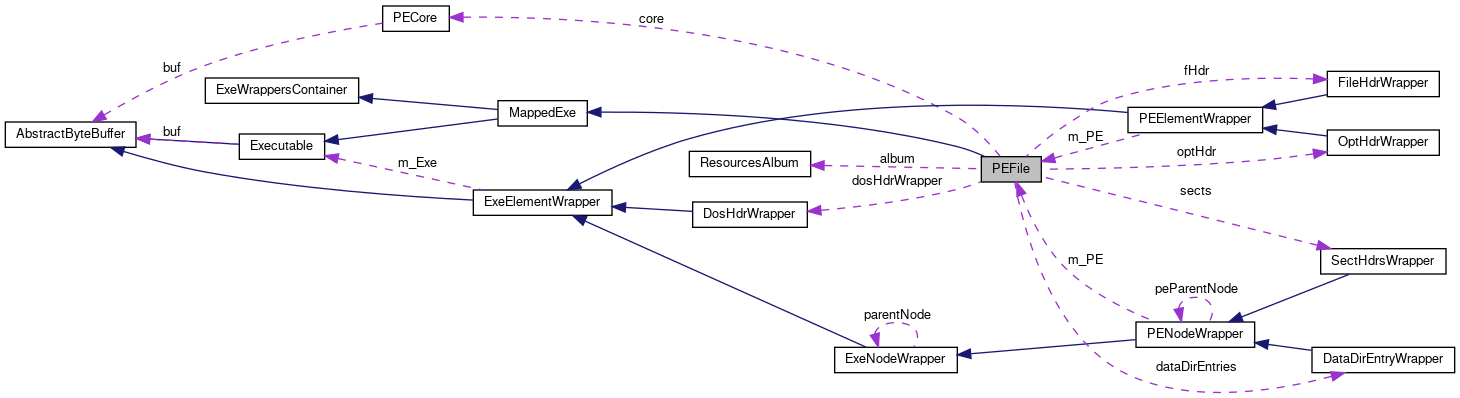 PECore
core
buf
fHdr
FileHdrWrapper
ExeWrappersContainer
MappedExe
PEElementWrapper
AbstractByteBuffer
buf
Executable
m_PE
OptHdrWrapper
m_Exe
ResourcesAlbum
album
PEFile
optHdr
dosHdrWrapper
sects
ExeElementWrapper
DosHdrWrapper
m_PE
SectHdrsWrapper
peParentNode
parentNode
PENodeWrapper
ExeNodeWrapper
dataDirEntries
DataDirEntryWrapper